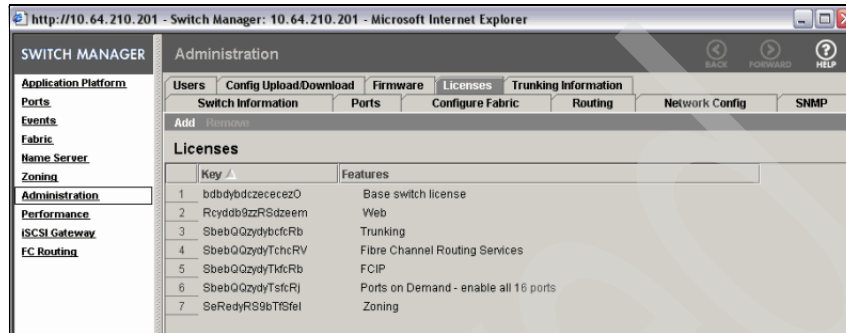 http://10.64.210.201 - Switch Manager: 10.64.210.201 - Microsoft Internet Explorer
SWITCH MANAGER
Administration
BACK
FORWARD
HELP
Application Platform
Ports
Events
Fabric
Name Server
Zoning
Administration
Performance
iSCSI Gateway
FC Routing
Users Config Upload/Download Firmware Licenses Trunking Information
Switch Information Ports Configure Fabric Routing Network Config SNMP
Add Remove
Licenses
Key Features
1 bdbdybdczececezO Base switch license
2 Rcyddb9zzRSdzeem Web
3 SbebQQzydybcfcRb Trunking
4 SbebQQzydyTchcRV Fibre Channel Routing Services
5 SbebQQzydyTkfcRb FCIP
6 SbebQQzydyTsfcRj Ports on Demand - enable all 16 ports
7 SeRedyRS9bTfSfel Zoning